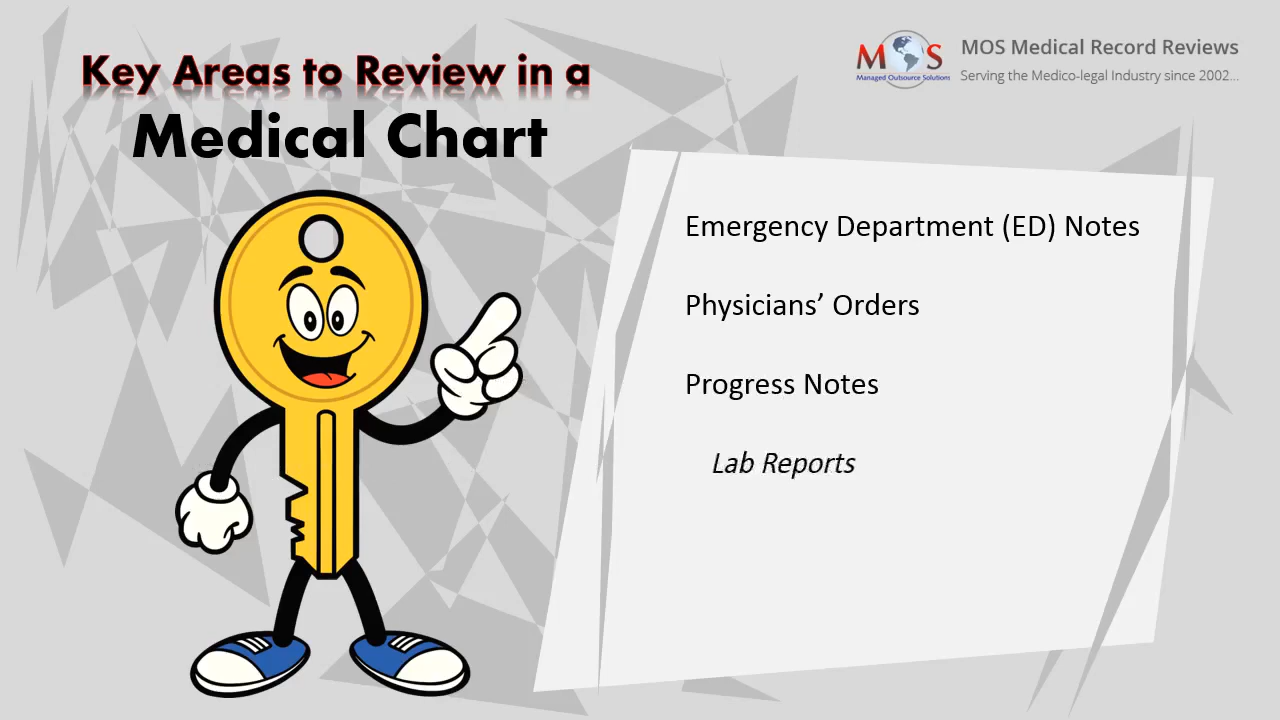 Key Areas to Review in a
Medical Chart
MOS
Managed Outsource Solutions
MOS Medical Record Reviews
Serving the Medico-legal Industry since 2002...
Emergency Department (ED) Notes
Physicians’ Orders
Progress Notes
Lab Reports